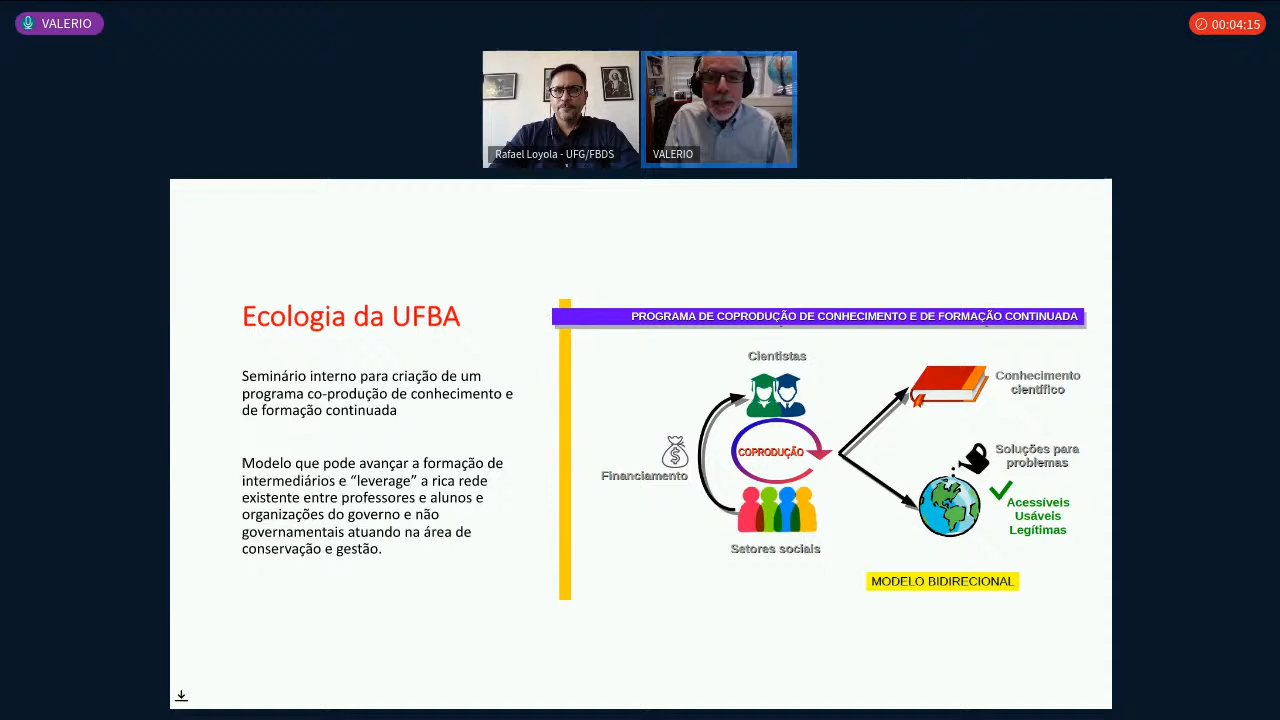 VALERIO
00:04:15
Rafael Loyola - UFG/FBDS
VALERIO
Ecologia da UFBA
Seminário interno para criação de um
programa co-produção de conhecimento e
de formação continuada
Modelo que pode avançar a formação de
intermediários e “leverage” a rica rede
existente entre professores e alunos e
organizações do governo e não
governamentais atuando na área de
conservação e gestão.
PROGRAMA DE COPRODUÇÃO DE CONHECIMENTO E DE FORMAÇÃO CONTINUADA
Cientistas
COPRODUÇÃO
Financiamento
Setores sociais
Conhecimento
científico
Soluções para
problemas
Acessíveis
Usáveis
Legítimas
MODELO BIDIRECIONAL